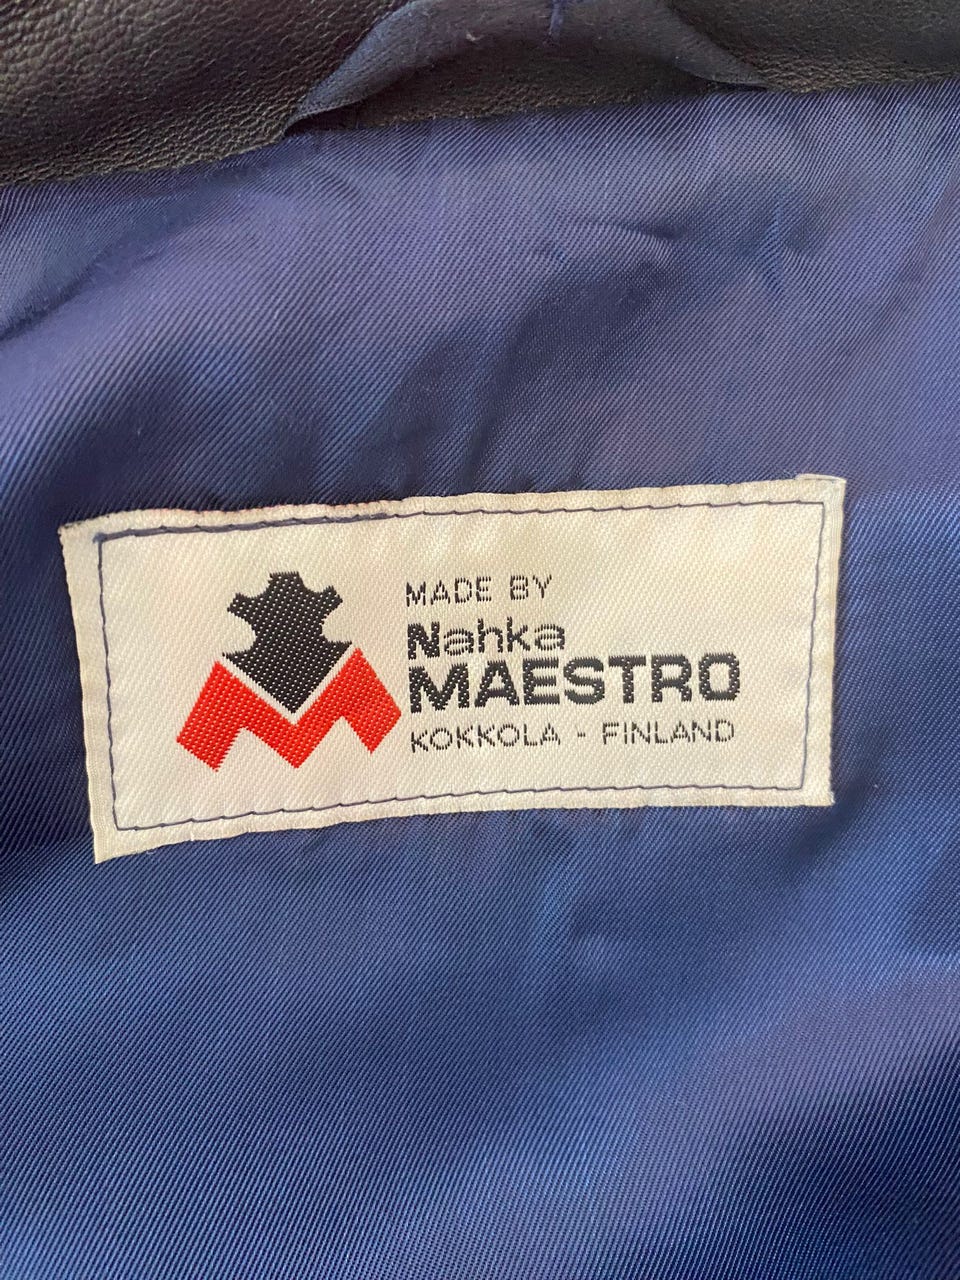 MADE BY
Nahka
MAESTRO
KOKKOLA - FINLAND